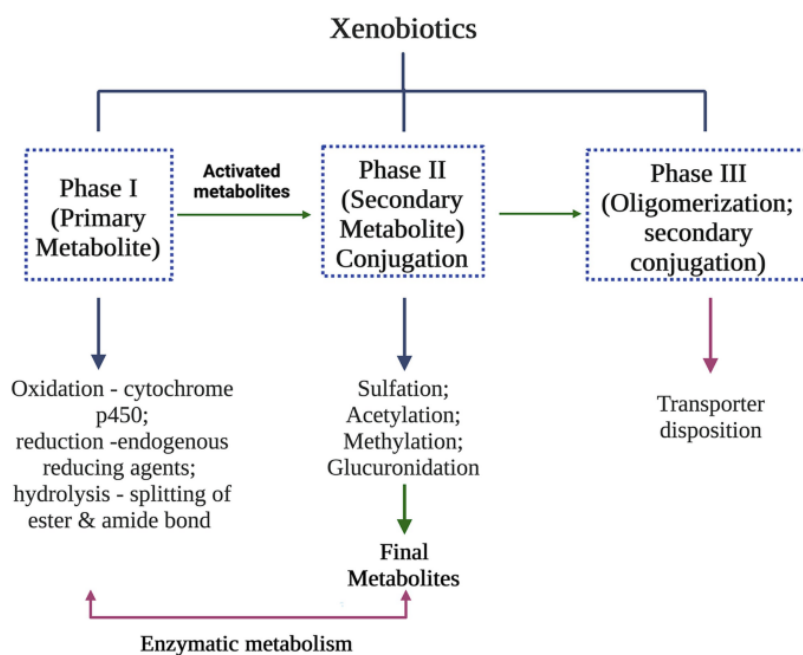 Xenobiotics
Phase I
(Primary
Metabolite)
Activated
metabolites
Phase II
(Secondary
Metabolite)
Conjugation
Phase III
(Oligomerization;
secondary
conjugation)
Oxidation - cytochrome
p450;
reduction -endogenous
reducing agents;
hydrolysis - splitting of
ester & amide bond
Sulfation;
Acetylation;
Methylation;
Glucuronidation
Transporter
disposition
Final
Metabolites
Enzymatic metabolism